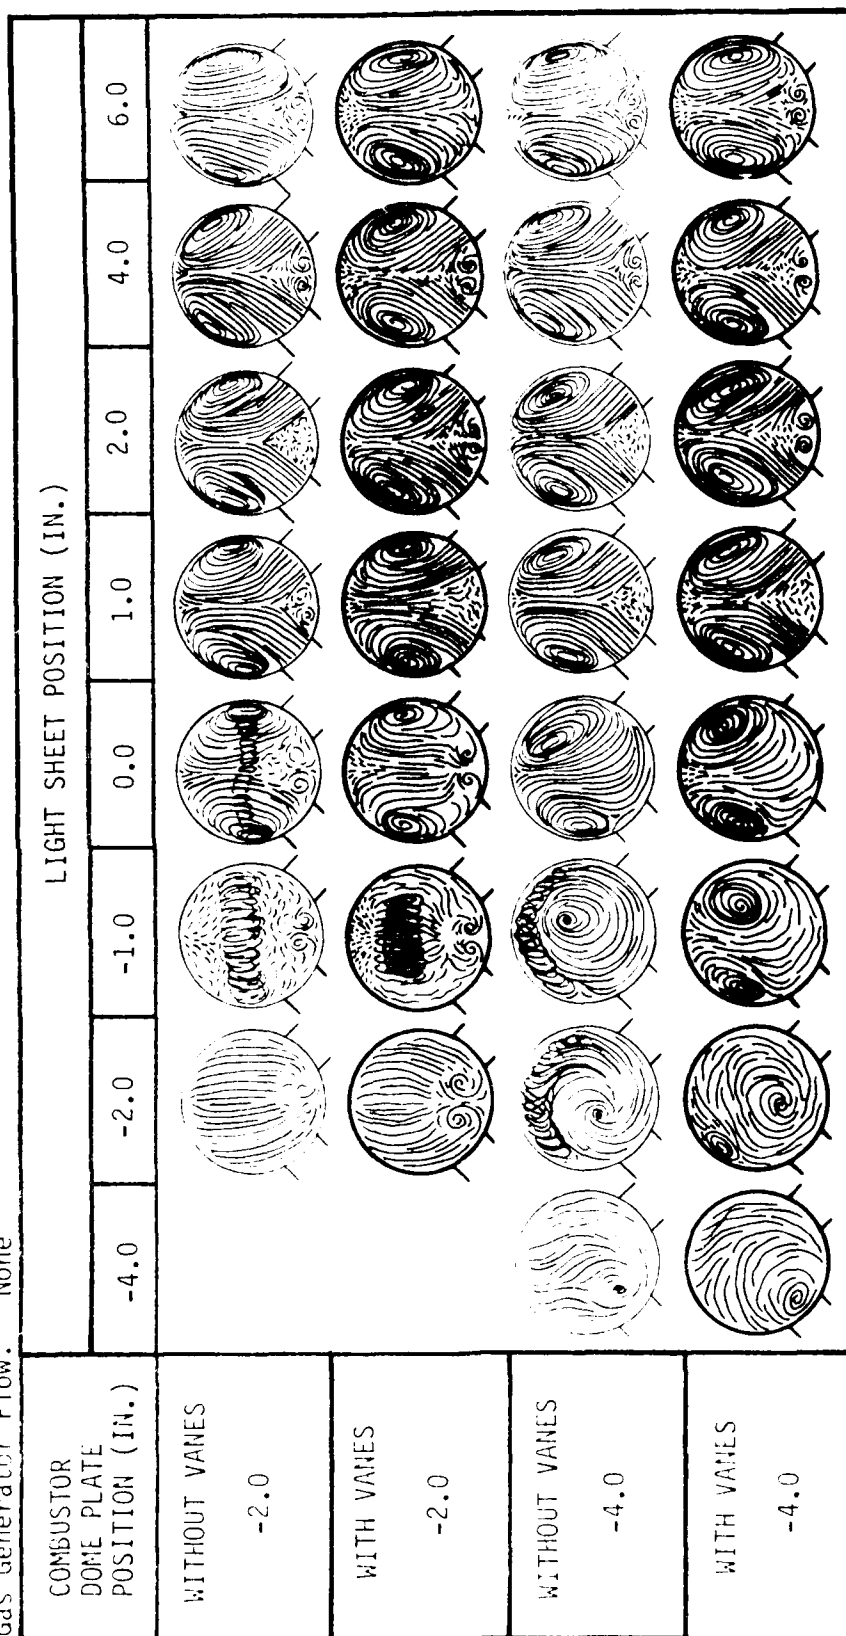 Gas Generator Flow: None
COMBUSTOR
DOME PLATE
POSITION (IN.)
LIGHT SHEET POSITION (IN.)
-4.0
-2.0
-1.0
0.0
1.0
2.0
4.0
6.0
WITHOUT VANES
-2.0
WITH VANES
-2.0
WITHOUT VANES
-4.0
WITH VANES
-4.0